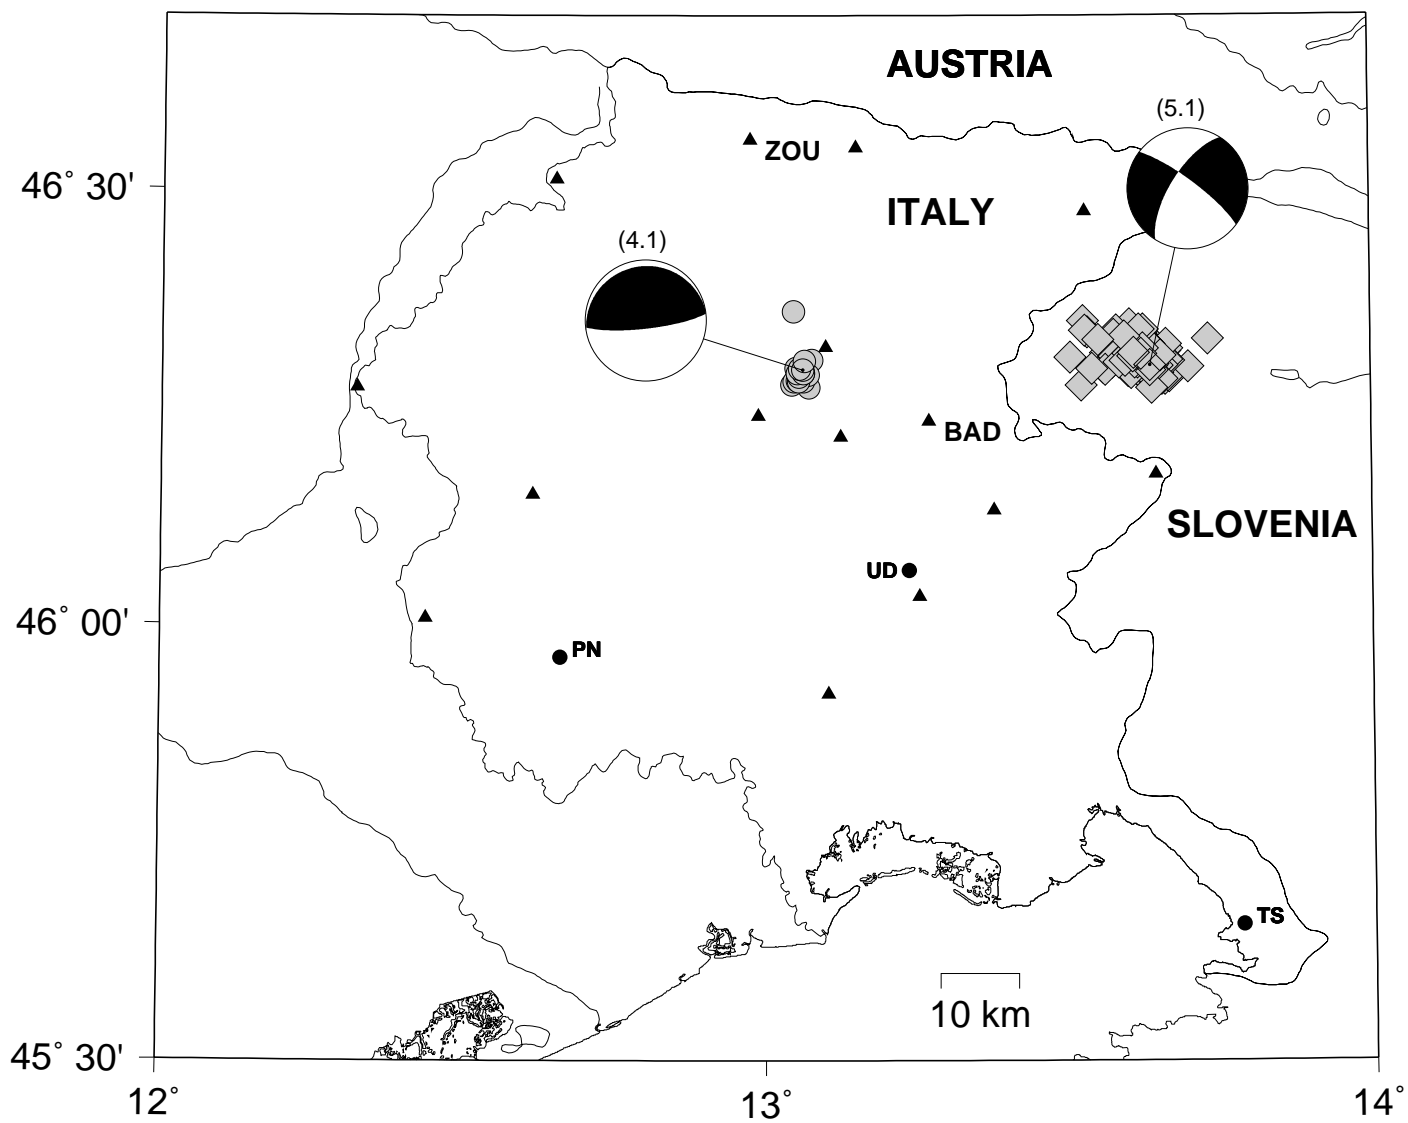 AUSTRIA
(5.1)
ZOU
46° 30'
ITALY
(4.1)
BAD
SLOVENIA
UD
46° 00'
PN
TS
10 km
45° 30'
12°
13°
14°